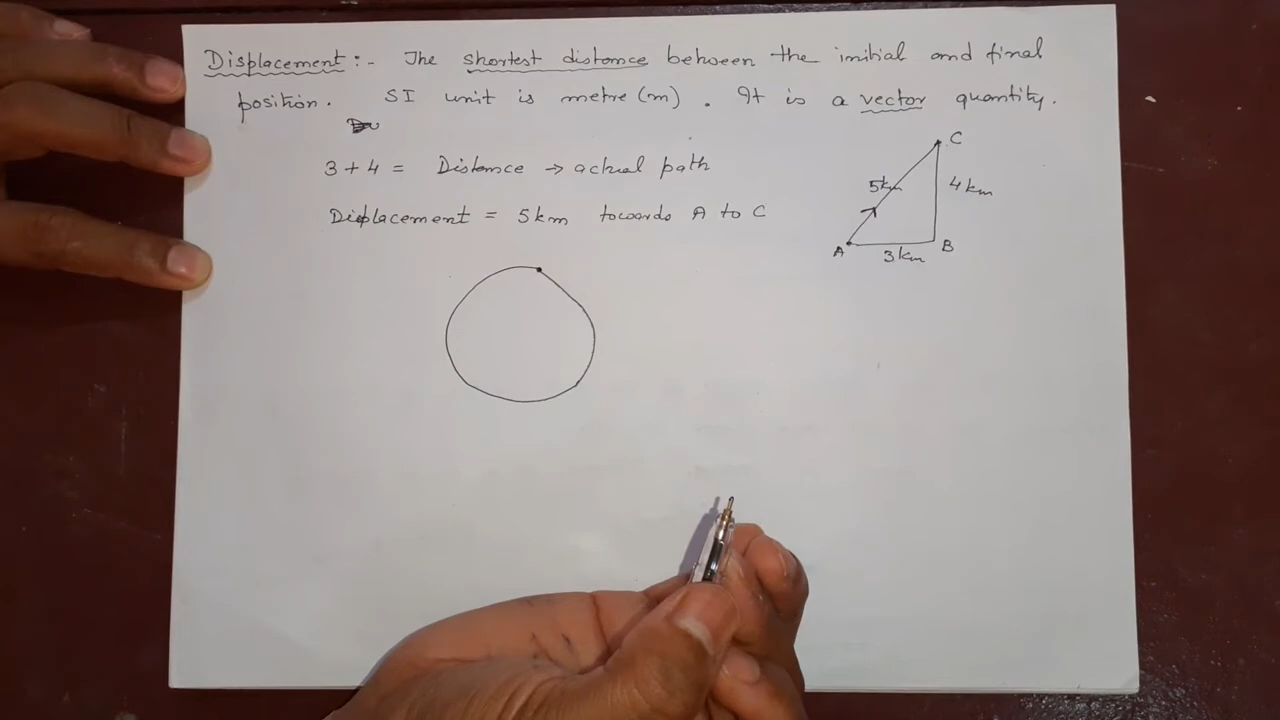 Displacement :- The shortest distance between the initial and final
position. SI unit is metre (m). It is a vector quantity.
3 + 4 = Distance → actual path
Displacement = 5 km towards A to C
C
5km
4 km
A
3 km
B